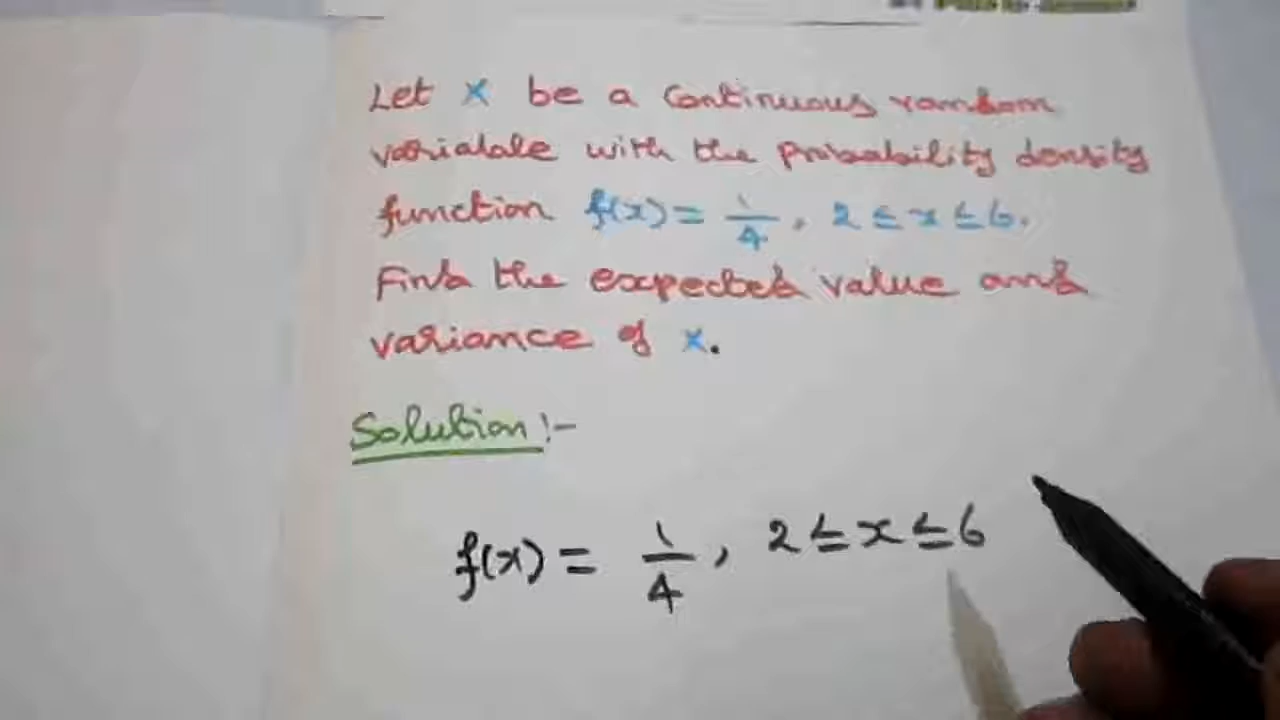 Let X be a continuous random
variable with the probability density
function f(x) = 1/4, 2 ≤ x ≤ 6.
Find the expected value and
variance of X.
Solution :-
f(x) = 1/4, 2 ≤ x ≤ 6